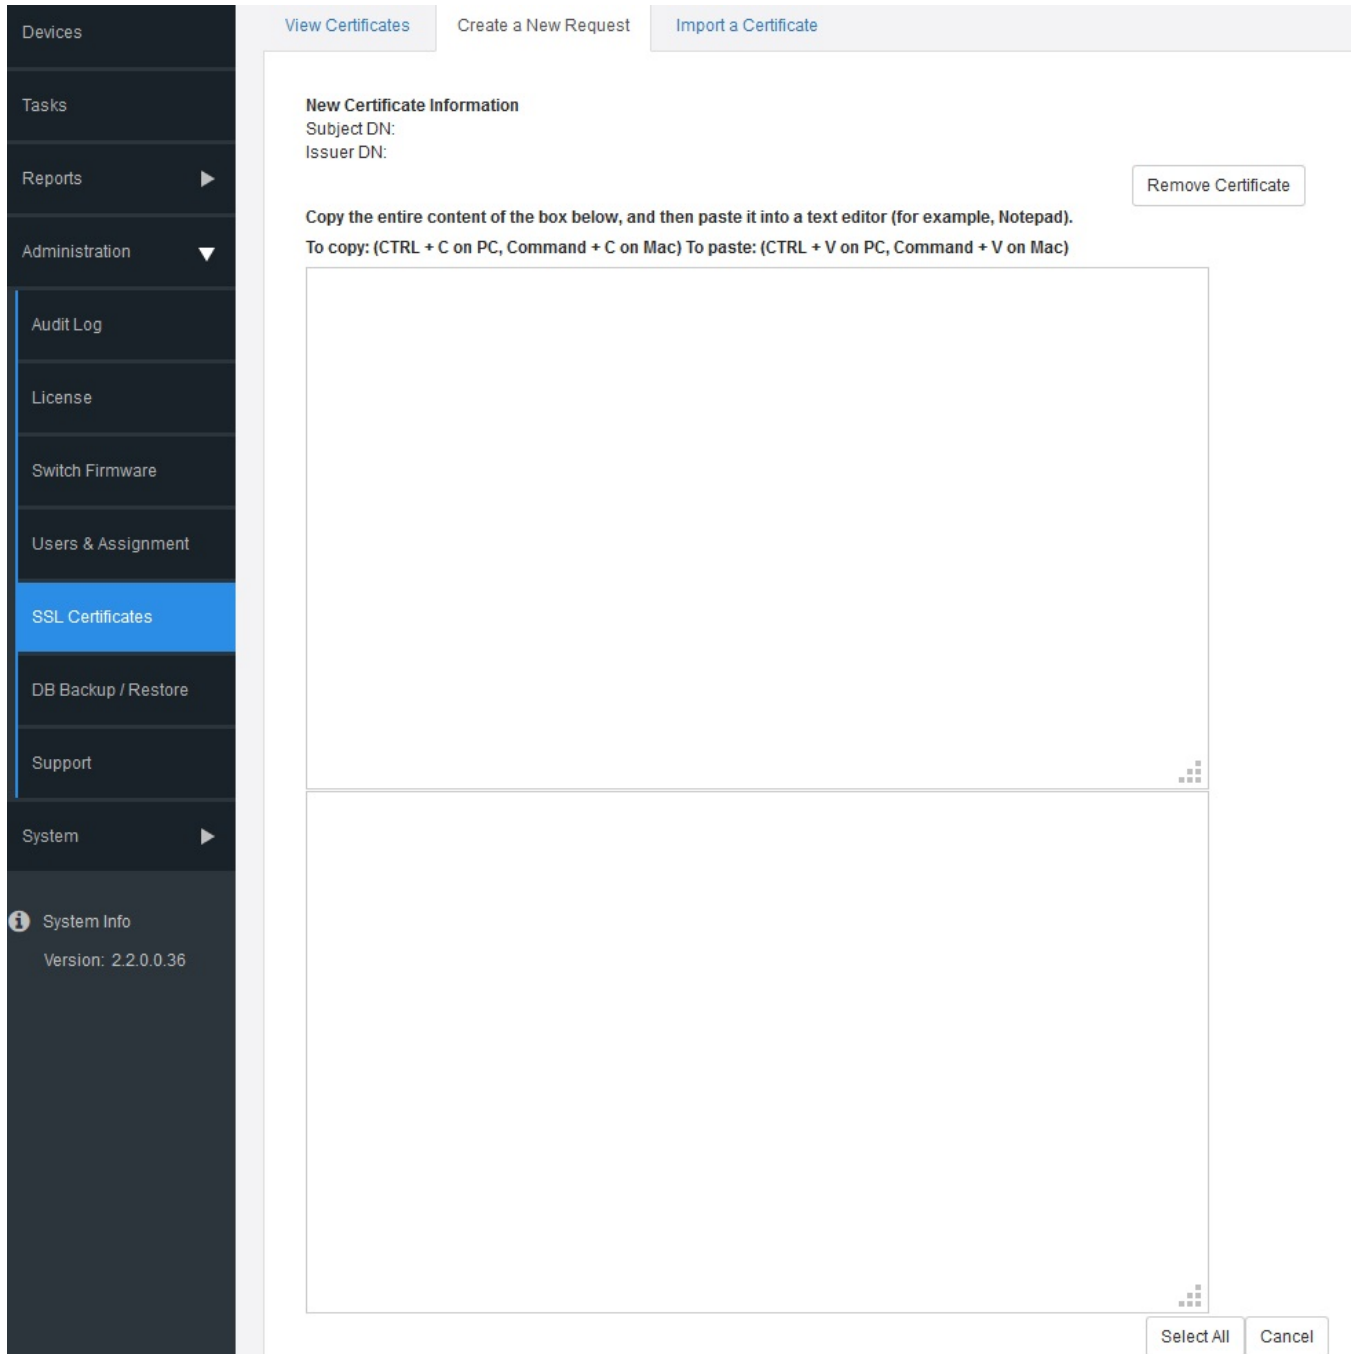 Devices
Tasks
Reports
Administration
Audit Log
License
Switch Firmware
Users & Assignment
SSL Certificates
DB Backup / Restore
Support
System
System Info
Version: 2.2.0.0.36
View Certificates
Create a New Request
Import a Certificate
New Certificate Information
Subject DN:
Issuer DN:
Remove Certificate
Copy the entire content of the box below, and then paste it into a text editor (for example, Notepad).
To copy: (CTRL + C on PC, Command + C on Mac) To paste: (CTRL + V on PC, Command + V on Mac)
Select All
Cancel